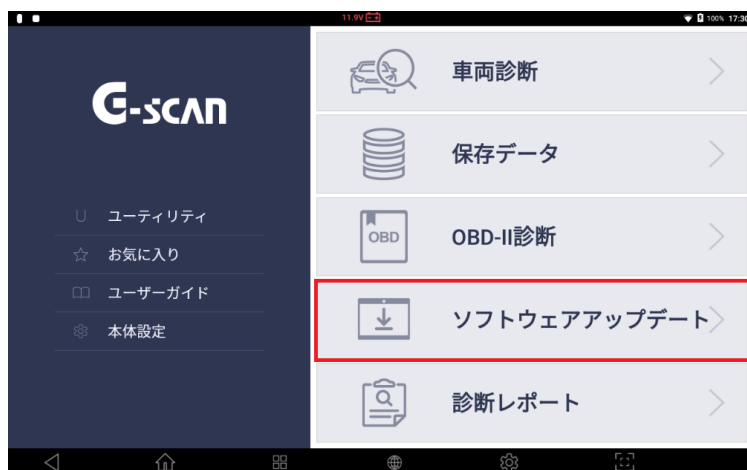 11.9V
100% 17:30
G-scan
ユーティリティ
お気に入り
ユーザーガイド
本体設定
車両診断
保存データ
OBD
OBD-II診断
ソフトウェアアップデート
診断レポート